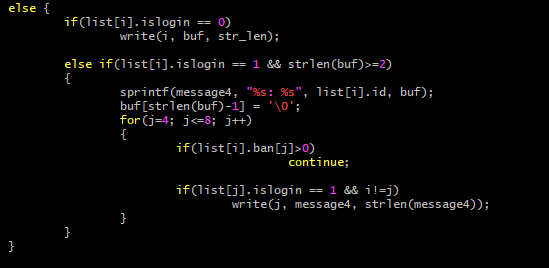 else {
        if(list[i].islogin == 0)
                write(i, buf, str_len);
        else if(list[i].islogin == 1 && strlen(buf)>=2)
        {
                sprintf(message4, "%s: %s", list[i].id, buf);
                buf[strlen(buf)-1] = '\0';
                for(j=4; j<=8; j++)
                {
                        if(list[i].ban[j]>0)
                                        continue;
                        if(list[j].islogin == 1 && i!=j)
                                write(j, message4, strlen(message4));
                }
        }
}